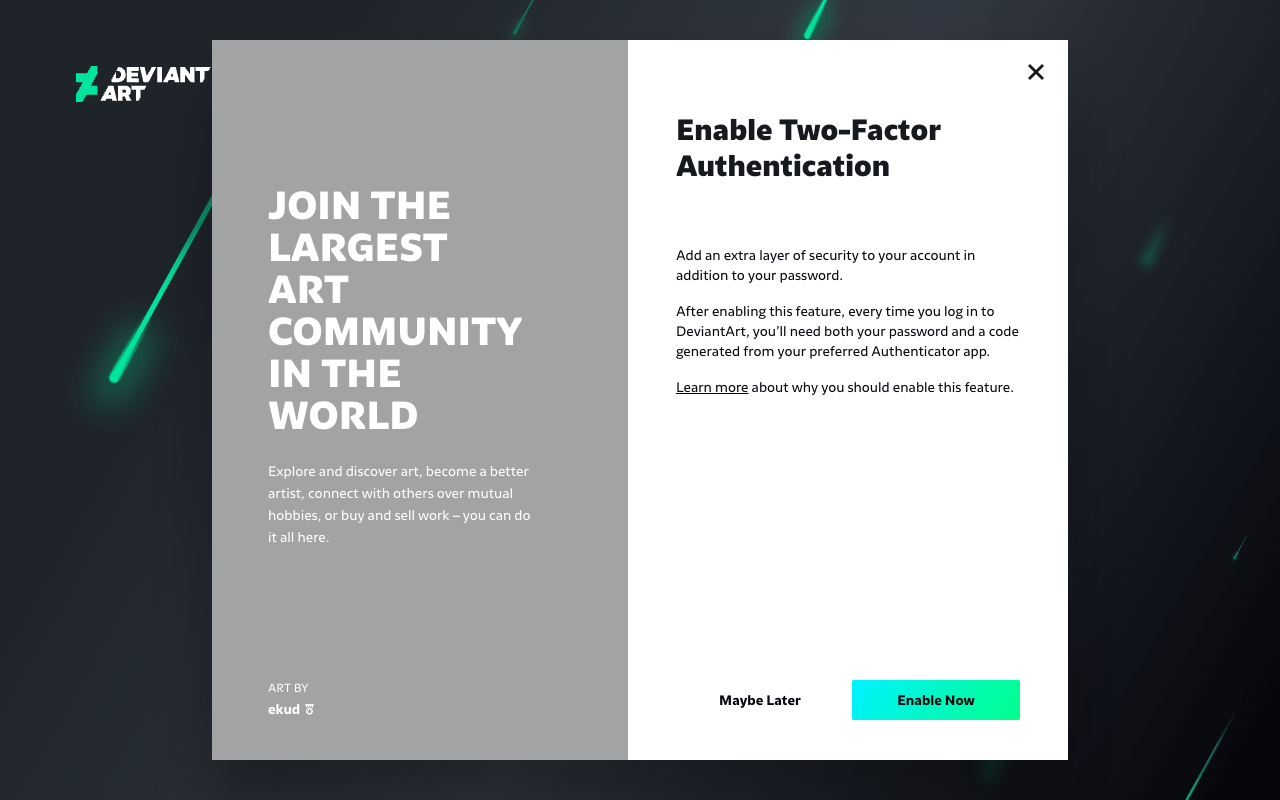 DEVIANT
ART
JOIN THE
LARGEST
ART
COMMUNITY
IN THE
WORLD
Explore and discover art, become a better
artist, connect with others over mutual
hobbies, or buy and sell work – you can do
it all here.
ART BY
ekud
Enable Two-Factor
Authentication
Add an extra layer of security to your account in
addition to your password.
After enabling this feature, every time you log in to
DeviantArt, you’ll need both your password and a code
generated from your preferred Authenticator app.
Learn more about why you should enable this feature.
Maybe Later
Enable Now